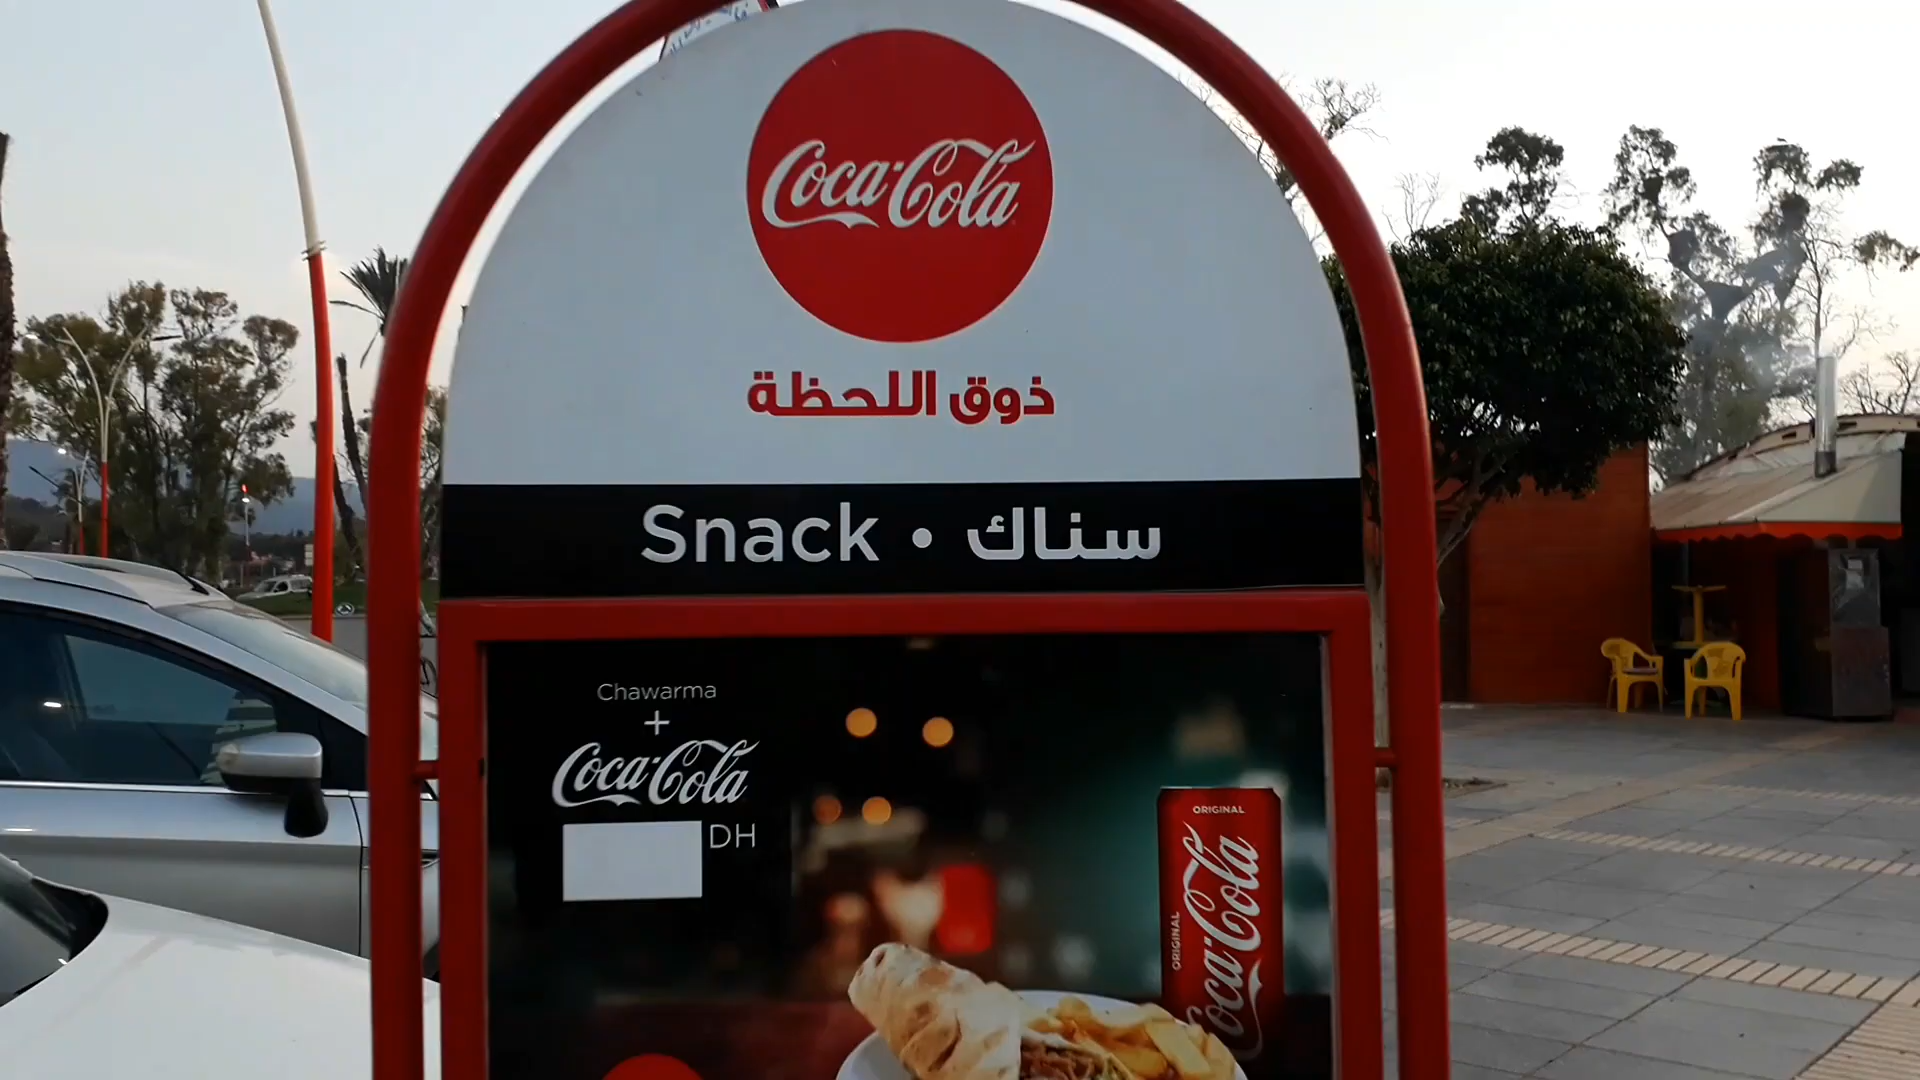 Coca-Cola
ذوق اللحظة
Snack • سناك
Chawarma
+
Coca-Cola
DH
ORIGINAL
Coca-Cola
ORIGINAL